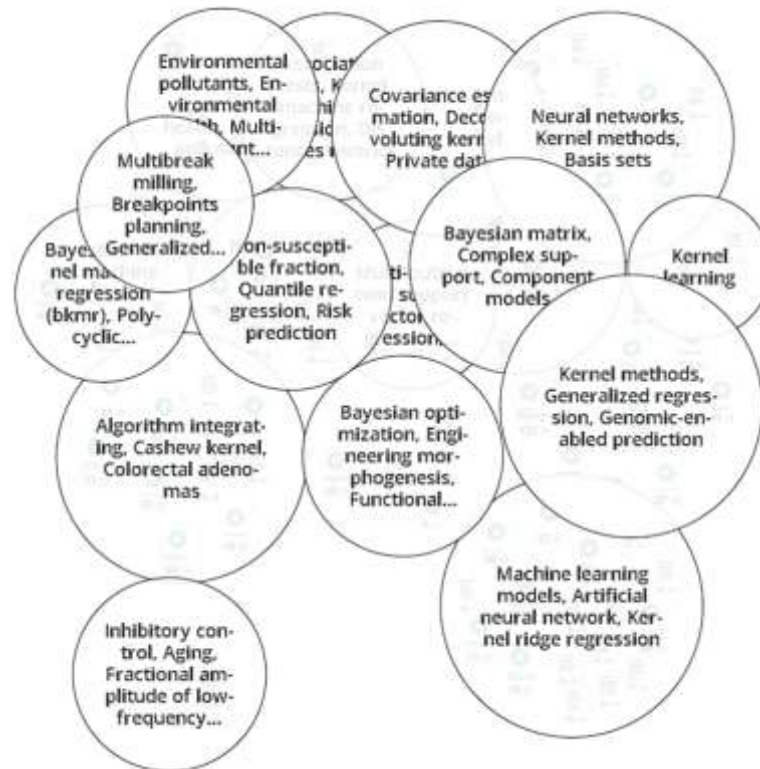 Environmental
pollutants, En-
vironmental
Multi-
Covariance es
mation, Deco
voluting kern
Private dat
Neural networks,
Kernel methods,
Basis sets
Multibreak
milling,
Breakpoints
planning,
Generalized...
Bayes
nel ma
regression
(bkmr), Poly-
cyclic...
on-suscepti-
ble fraction,
Quantile re-
gression, Risk
prediction
Bayesian matrix,
Complex sup-
port, Component
models
Kernel
learning
Kernel methods,
Generalized regres-
sion, Genomic-en-
abled prediction
Algorithm integrat-
ing, Cashew kernel,
Colorectal adeno-
mas
Bayesian opti-
mization, Engi-
neering mor-
phogenesis,
Functional...
Machine learning
models, Artificial
neural network, Ker-
nel ridge regression
Inhibitory con-
trol, Aging,
Fractional am-
plitude of low-
frequency...